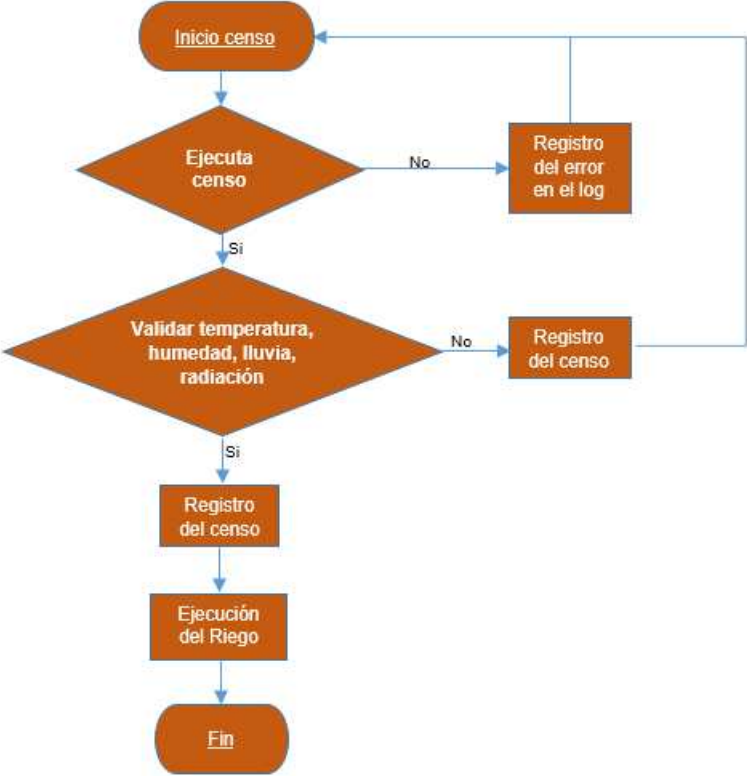 Inicio censo
Ejecuta
censo
No
Registro
del error
en el log
Si
Validar temperatura,
humedad, lluvia,
radiación
No
Registro
del censo
Si
Registro
del censo
Ejecución
del Riego
Fin